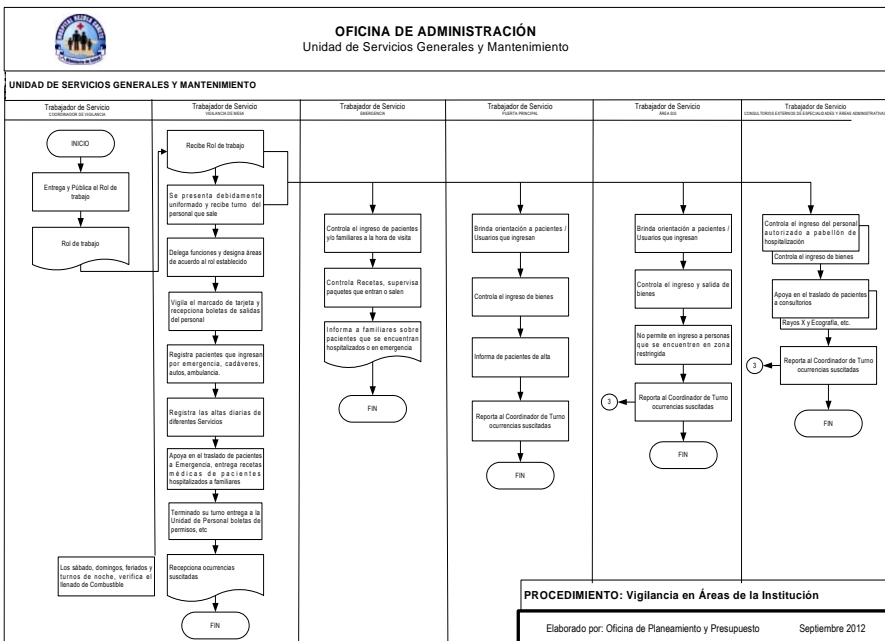 OFICINA DE ADMINISTRACIÓN
Unidad de Servicios Generales y Mantenimiento
UNIDAD DE SERVICIOS GENERALES Y MANTENIMIENTO
Trabajador de Servicio
COORDINADOR DE VIGILANCIA
INICIO
Entrega y Pública el Rol de
trabajo
Rol de trabajo
Los sábado, domingos, feriados y
turnos de noche, verifica el
llenado de Combustible
Trabajador de Servicio
VIGILANCIA DE MESA
Recibe Rol de trabajo
Se presenta debidamente
uniformado y recibe turno del
personal que sale
Delega funciones y designa áreas
de acuerdo al rol establecido
Vigila el marcado de tarjeta y
recepciona boletas de salidas
del personal
Registra pacientes que ingresan
por emergencia, cadáveres,
autos, ambulancia.
Registra las altas diarias de
diferentes Servicios
Apoya en el traslado de pacientes
a Emergencia, entrega recetas
médicas de pacientes
hospitalizados a familiares
Terminado su turno entrega a la
Unidad de Personal boletas de
permisos, etc
Recepciona ocurrencias
suscitadas
FIN
Trabajador de Servicio
EMERGENCIA
Controla el ingreso de pacientes
y/o familiares a la hora de visita
Controla Recetas, supervisa
paquetes que entran o salen
Informa a familiares sobre
pacientes que se encuentran
hospitalizados o en emergencia
FIN
Trabajador de Servicio
PUERTA PRINCIPAL
Brinda orientación a pacientes /
Usuarios que ingresan
Controla el ingreso de bienes
Informa de pacientes de alta
Reporta al Coordinador de Turno
ocurrencias suscitadas
FIN
Trabajador de Servicio
ÁREA SIS
Brinda orientación a pacientes /
Usuarios que ingresan
Controla el ingreso y salida de
bienes
No permite en ingreso a personas
que se encuentren en zona
restringida
3
Reporta al Coordinador de Turno
ocurrencias suscitadas
FIN
Trabajador de Servicio
CONSULTORIOS EXTERNOS DE ESPECIALIDADES Y ÁREAS ADMINISTRATIVAS
Controla el ingreso del personal
autorizado a pabellón de
hospitalización
Controla el ingreso de bienes
Apoya en el traslado de pacientes
a consultorios
Rayos X y Ecografía, etc.
3
Reporta al Coordinador de Turno
ocurrencias suscitadas
FIN
PROCEDIMIENTO: Vigilancia en Áreas de la Institución
Elaborado por: Oficina de Planeamiento y Presupuesto
Septiembre 2012